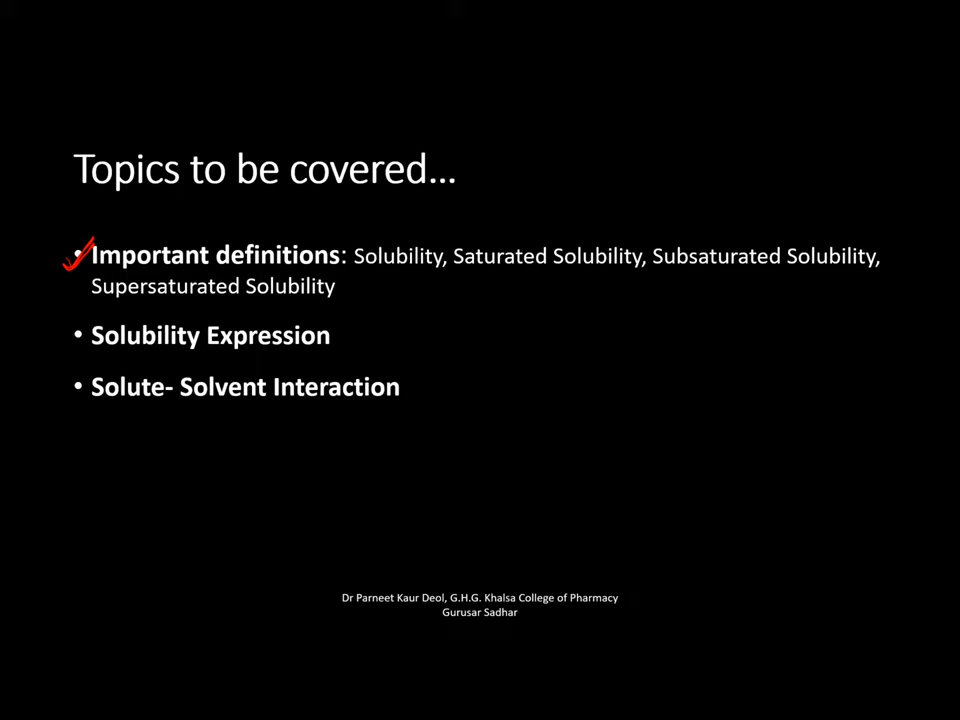 Topics to be covered...
• Important definitions: Solubility, Saturated Solubility, Subsaturated Solubility,
Supersaturated Solubility
• Solubility Expression
• Solute- Solvent Interaction
Dr Parneet Kaur Deol, G.H.G. Khalsa College of Pharmacy
Gurusar Sadhar